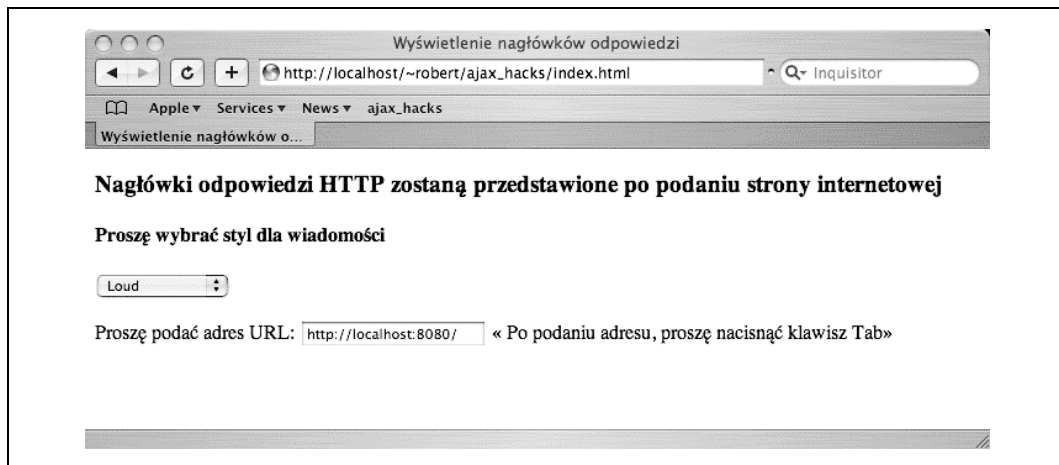 Wyświetlenie nagłówków odpowiedzi
http://localhost/~robert/ajax_hacks/index.html
Inquisitor
Apple Services News ajax_hacks
Wyświetlenie nagłówków o...
Nagłówki odpowiedzi HTTP zostaną przedstawione po podaniu strony internetowej
Proszę wybrać styl dla wiadomości
Loud
Proszę podać adres URL: http://localhost:8080/ « Po podaniu adresu, proszę nacisnąć klawisz Tab»